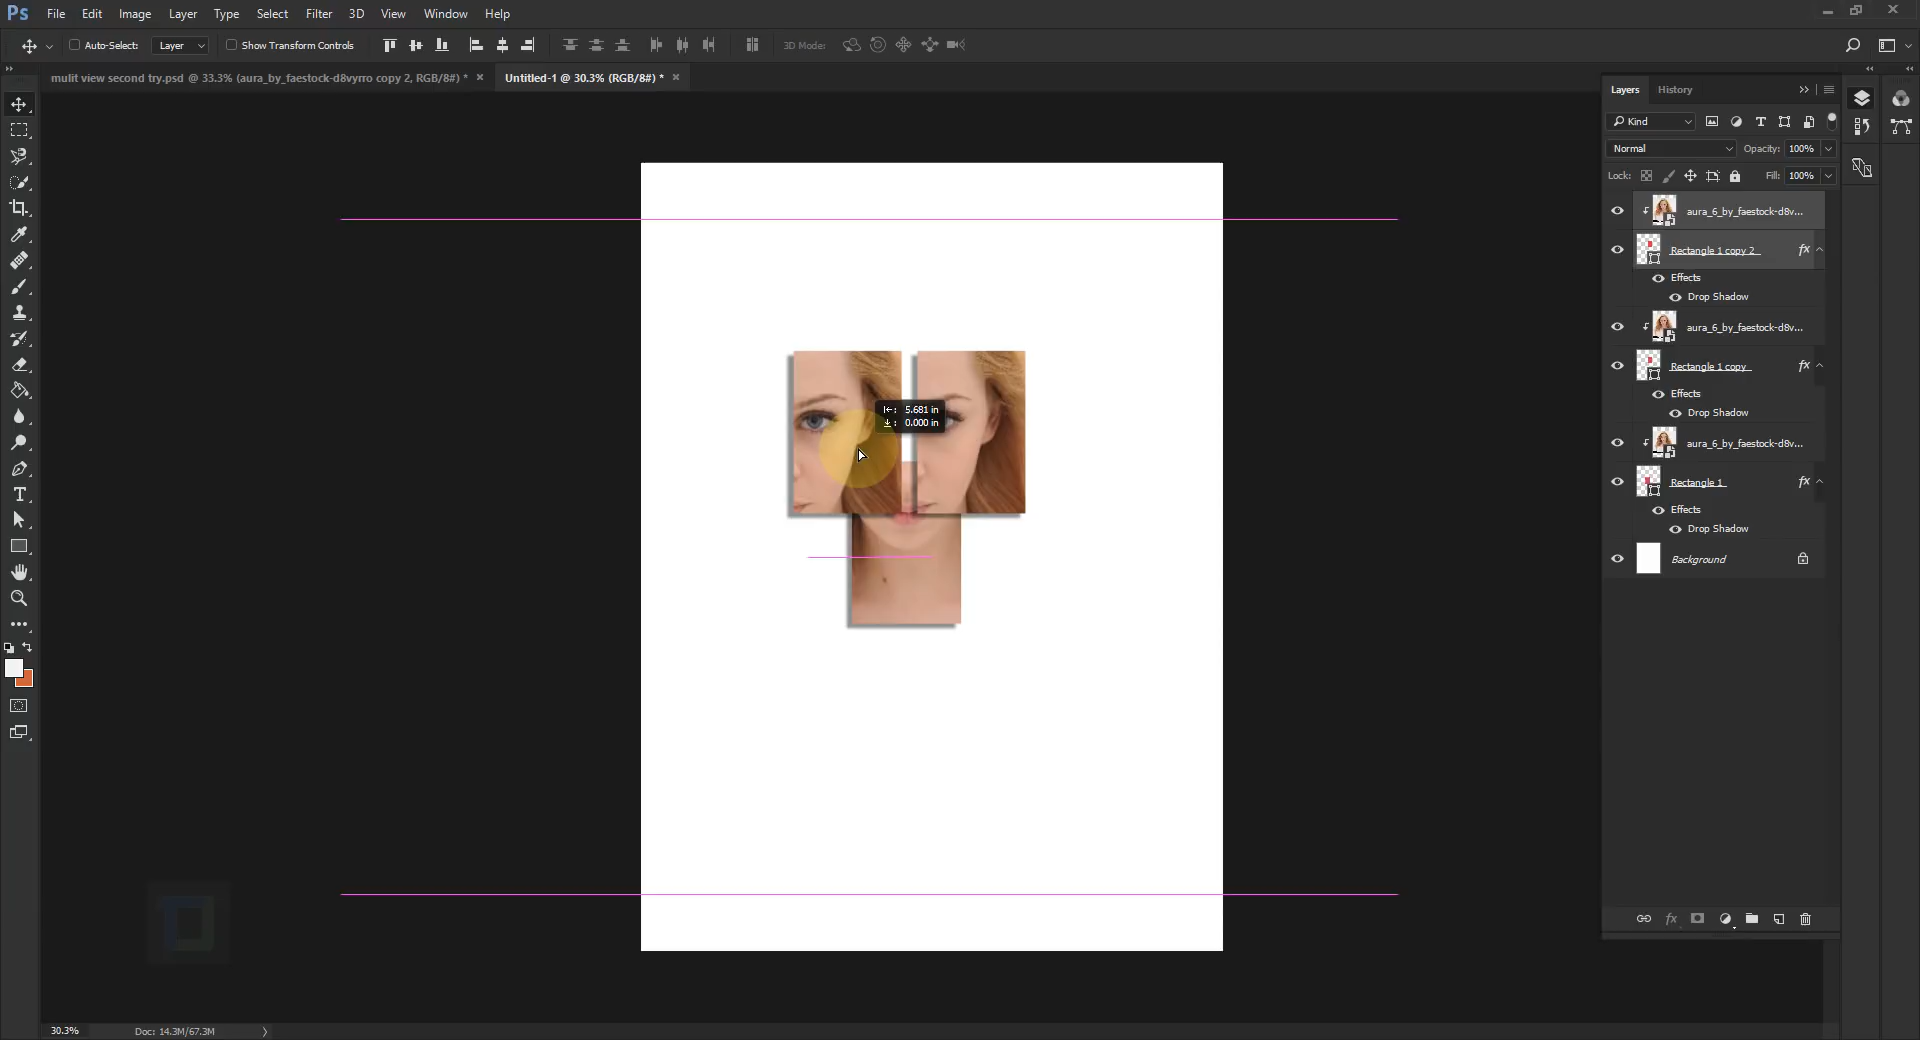 Ps File Edit Image Layer Type Select Filter 3D View Window Help
Auto-Select: Layer Show Transform Controls 3D Mode:
mulit view second try.psd @ 33.3% (aura_by_faestock-d8vyrro copy 2, RGB/8#) * × Untitled-1 @ 30.3% (RGB/8#) * ×
Layers History
Kind
Normal Opacity: 100%
Lock: Fill: 100%
aura_6_by_faestock-d8v...
Rectangle 1 copy 2 fx
Effects
Drop Shadow
aura_6_by_faestock-d8v...
Rectangle 1 copy fx
Effects
Drop Shadow
aura_6_by_faestock-d8v...
Rectangle 1 fx
Effects
Drop Shadow
Background
5.681 in
0.000 in
fx
30.3% Doc: 14.3M/67.3M